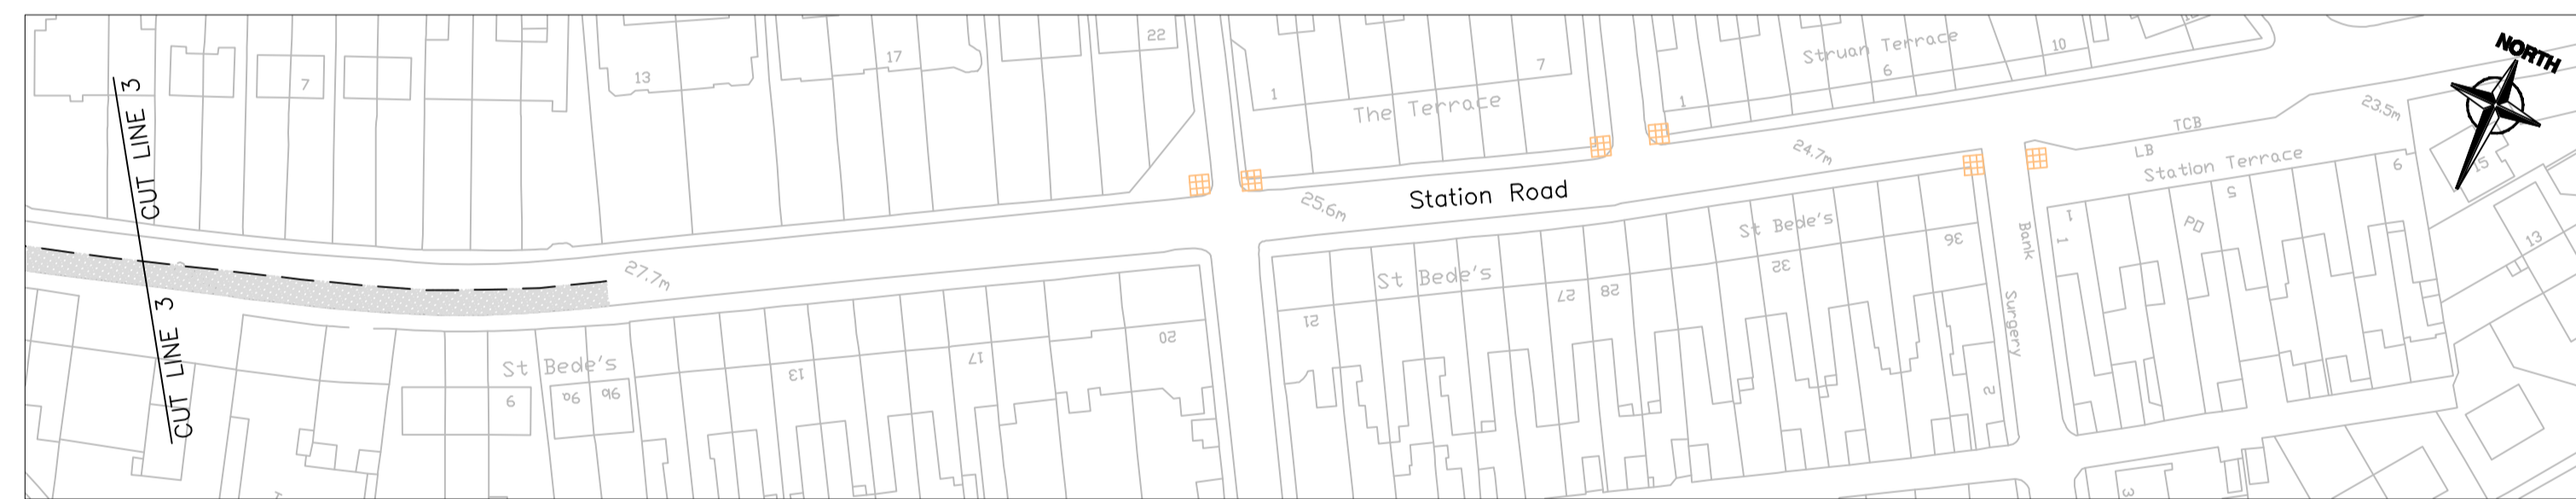 22
17
13
7
CUT LINE 3
1
The Terrace
7
Struan Terrace
1
6
10
NORTH
23.5m
TCB
LB
24.7m
Station Terrace
15
Station Road
25.6m
27.7m
St Bede's
St Bede's
St Bede's
36
32
28
27
21
20
17
13
9
9a
9b
CUT LINE 3
Bank
Surgery
1
1
PO
5
6
13
2
3